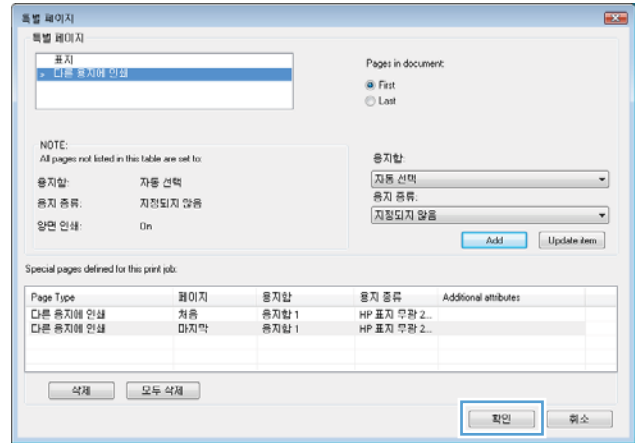 특별 페이지
특별 페이지
표지
» 다른 용지에 인쇄
Pages in document:
First
Last
NOTE:
All pages not listed in this table are set to:
용지함: 자동 선택
용지 종류: 지정되지 않음
양면 인쇄: On
용지함:
자동 선택
용지 종류:
지정되지 않음
Add Update item
Special pages defined for this print job:
Page Type 페이지 용지함 용지 종류 Additional attributes
다른 용지에 인쇄 처음 용지함 1 HP 표지 무광 2...
다른 용지에 인쇄 마지막 용지함 1 HP 표지 무광 2...
삭제 모두 삭제
확인 취소